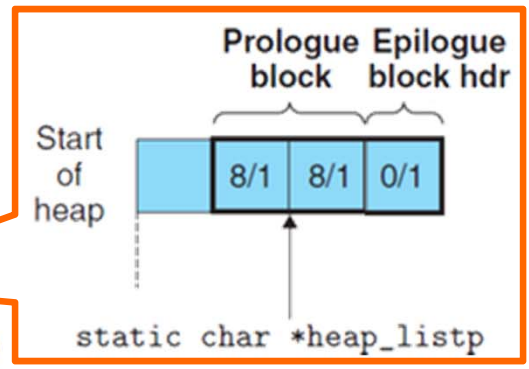 Prologue Epilogue
block block hdr
Start
of
heap
8/1 8/1 0/1
static char *heap_listp